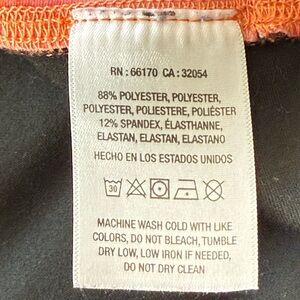 RN : 66170 CA : 32054
88% POLYESTER, POLYESTER,
POLYESTER, POLIESTERE, POLIÉSTER
12% SPANDEX, ÉLASTHANNE,
ELASTAN, ELASTAN, ELASTANO
HECHO EN LOS ESTADOS UNIDOS
30
MACHINE WASH COLD WITH LIKE
COLORS, DO NOT BLEACH, TUMBLE
DRY LOW, LOW IRON IF NEEDED,
DO NOT DRY CLEAN